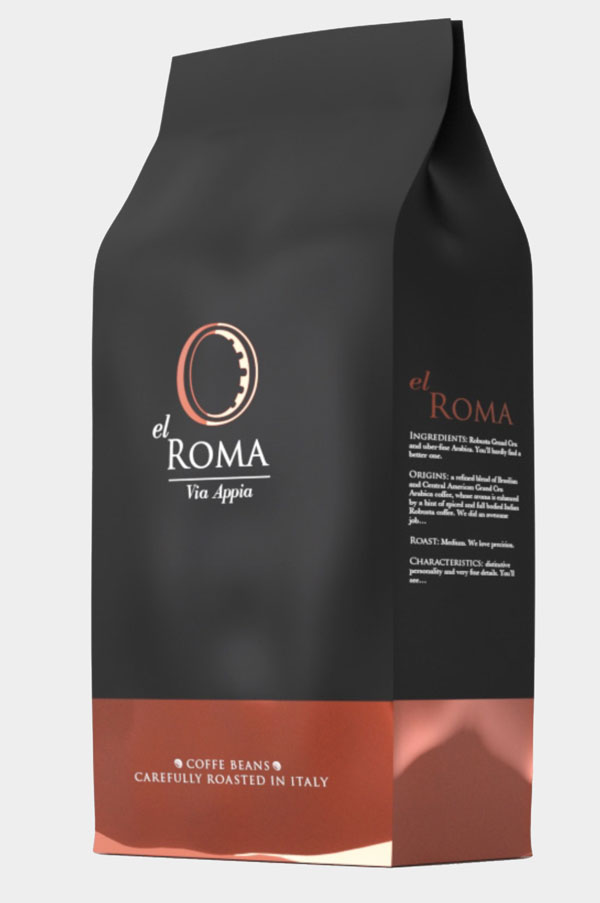 el
ROMA
Via Appia
COFFE BEANS
CAREFULLY ROASTED IN ITALY
el
ROMA
INGREDIENTS: Robusta Grand Cru
and uber-fine Arabica. You'll hardly find a
better one.
ORIGINS: a refined blend of Brasilian
and Central American Grand Cru
Arabica coffee, whose aroma is enhanced
by a hint of spiced and full bodied Indian
Robusta coffee. We did an awesome
job...
ROAST: Medium. We love precision.
CHARACTERISTICS: distinctive
personality and very fine details. You'll
see...